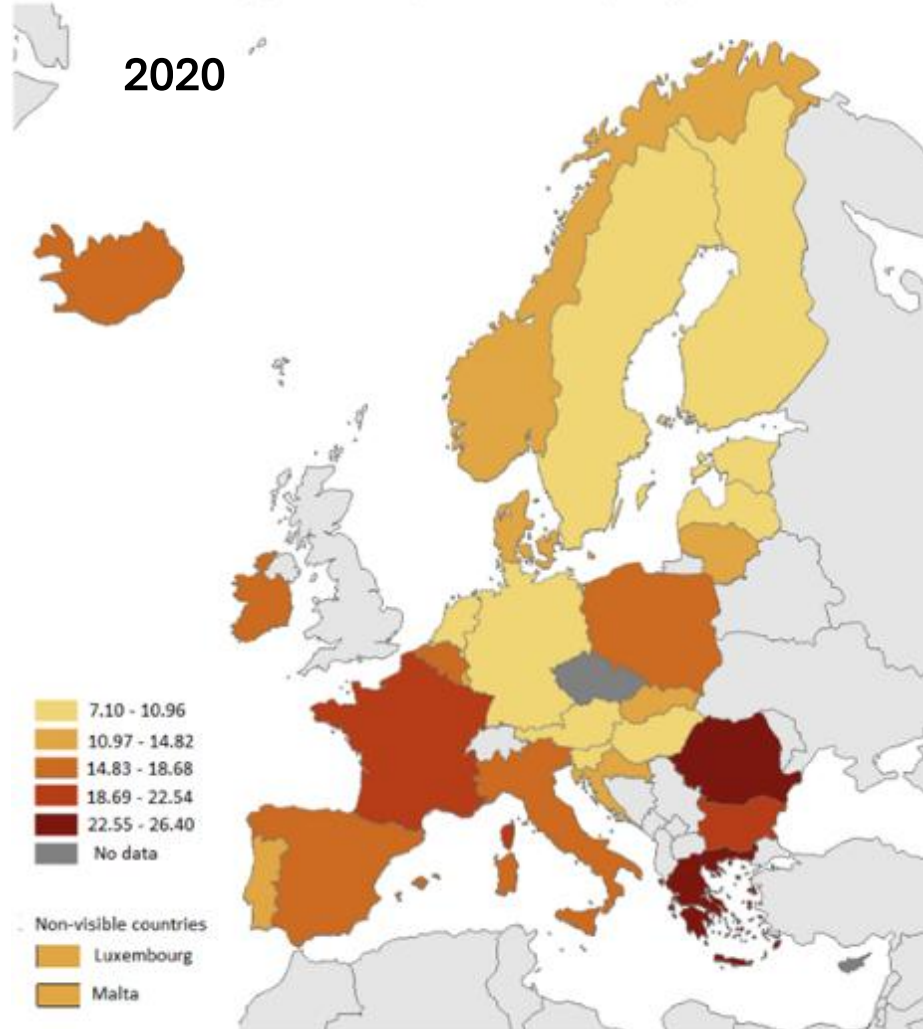 2020
7.10 - 10.96
10.97 - 14.82
14.83 - 18.68
18.69 - 22.54
22.55 - 26.40
No data
Non-visible countries
Luxembourg
Malta